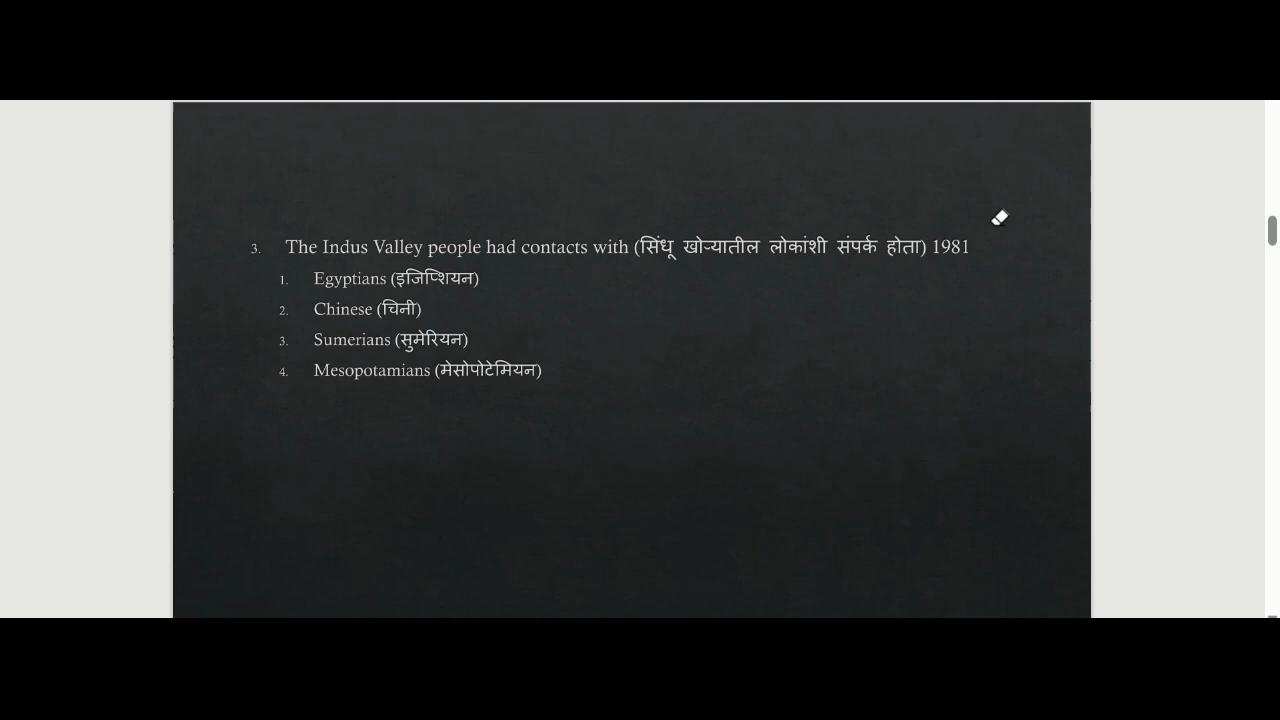 3. The Indus Valley people had contacts with (सिंधू खोऱ्यातील लोकांशी संपर्क होता) 1981
1. Egyptians (इजिप्शियन)
2. Chinese (चिनी)
3. Sumerians (सुमेरियन)
4. Mesopotamians (मेसोपोटेमियन)